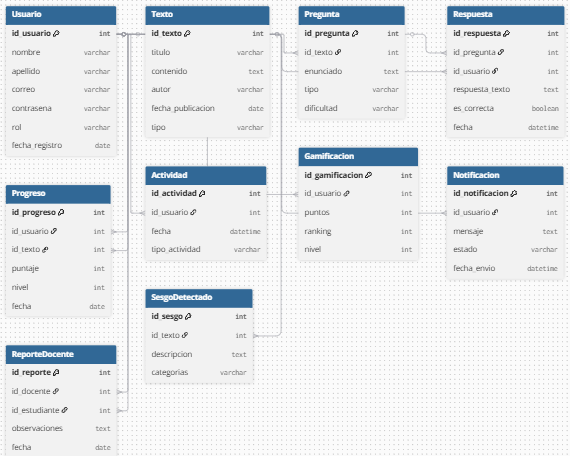 Usuario
id_usuario int
nombre varchar
apellido varchar
correo varchar
contrasena varchar
rol varchar
fecha_registro date
Texto
id_texto int
titulo varchar
contenido text
autor varchar
fecha_publicacion date
tipo varchar
Pregunta
id_pregunta int
id_texto int
enunciado text
tipo varchar
dificultad varchar
Respuesta
id_respuesta int
id_pregunta int
id_usuario int
respuesta_texto text
es_correcta boolean
fecha datetime
Progreso
id_progreso int
id_usuario int
id_texto int
puntaje int
nivel int
fecha date
Actividad
id_actividad int
id_usuario int
fecha datetime
tipo_actividad varchar
Gamificacion
id_gamificacion int
id_usuario int
puntos int
ranking int
nivel int
Notificacion
id_notificacion int
id_usuario int
mensaje text
estado varchar
fecha_envio datetime
SesgoDetectado
id_sesgo int
id_texto int
descripcion text
categorias varchar
ReporteDocente
id_reporte int
id_docente int
id_estudiante int
observaciones text
fecha date